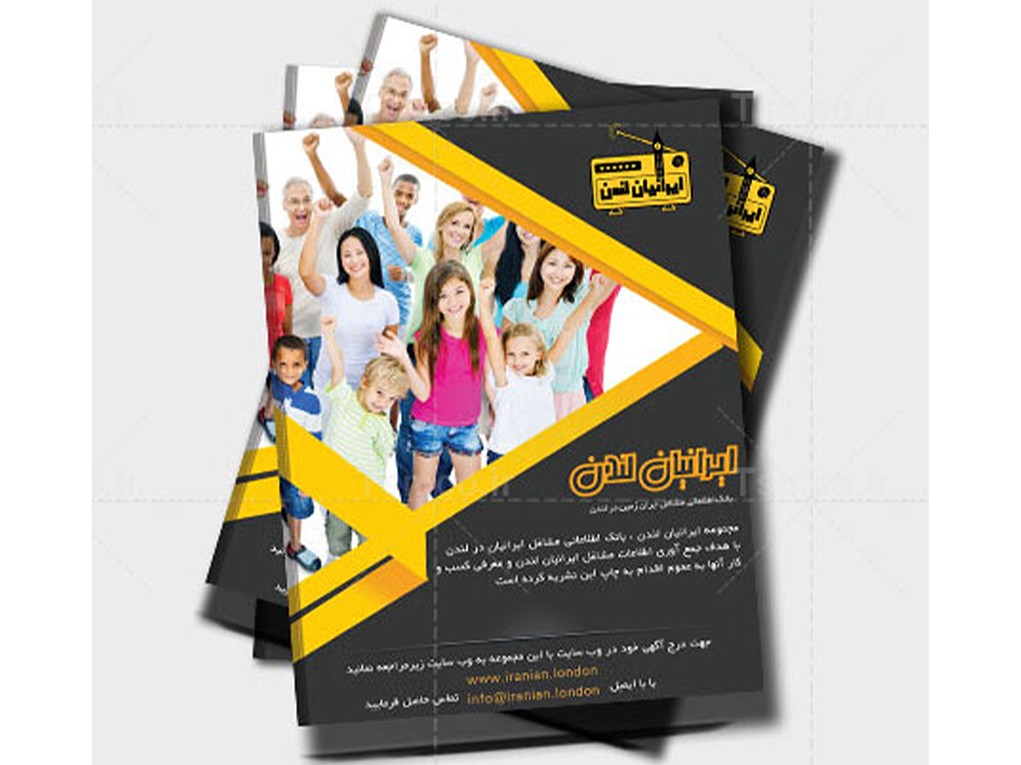 ایرانیان لندن
ایرانیان لندن
بانک اطلاعاتی مشاغل ایران زمین در لندن
مجموعه ایرانیان لندن ، بانک اطلاعاتی مشاغل ایرانیان در لندن
با هدف جمع آوری اطلاعات مشاغل ایرانیان لندن و معرفی کسب و
کار آنها به عموم اقدام به چاپ این نشریه کرده است
جهت درج آگهی خود در وب سایت با این مجموعه به وب سایت زیر مراجعه نمائید
www.iranian.london
یا با ایمیل info@iranian.london تماس حاصل فرمایید